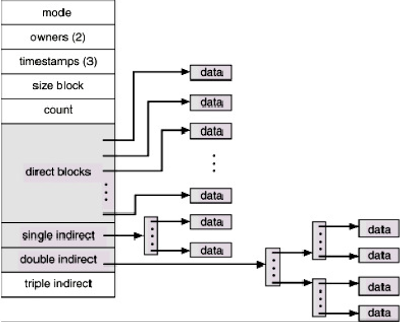 mode
owners (2)
timestamps (3)
size block
count
direct blocks
single indirect
double indirect
triple indirect
data
data
data
data
data
data
data
data
data
data